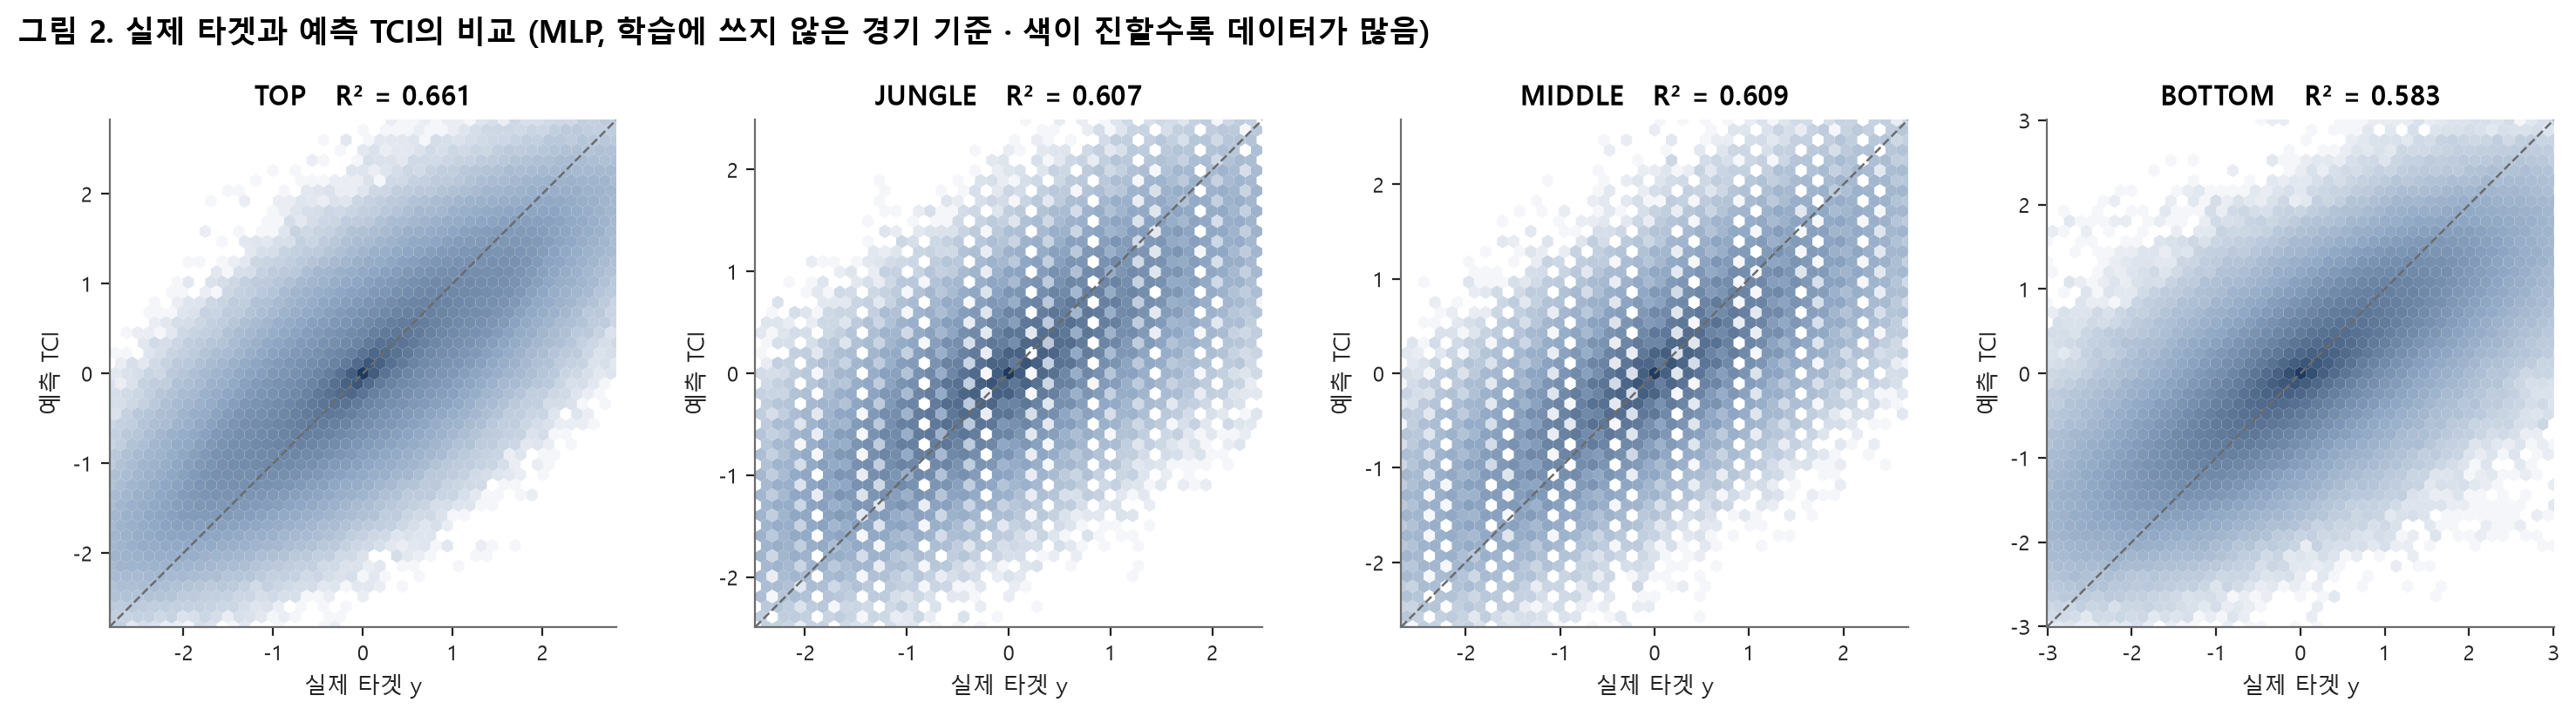 그림 2. 실제 타겟과 예측 TCI의 비교 (MLP, 학습에 쓰지 않은 경기 기준 · 색이 진할수록 데이터가 많음)
TOP R² = 0.661
2
1
0
-1
-2
예측 TCI
-2 -1 0 1 2
실제 타겟 y
JUNGLE R² = 0.607
2
1
0
-1
-2
예측 TCI
-2 -1 0 1 2
실제 타겟 y
MIDDLE R² = 0.609
2
1
0
-1
-2
예측 TCI
-2 -1 0 1 2
실제 타겟 y
BOTTOM R² = 0.583
3
2
1
0
-1
-2
-3
예측 TCI
-3 -2 -1 0 1 2 3
실제 타겟 y